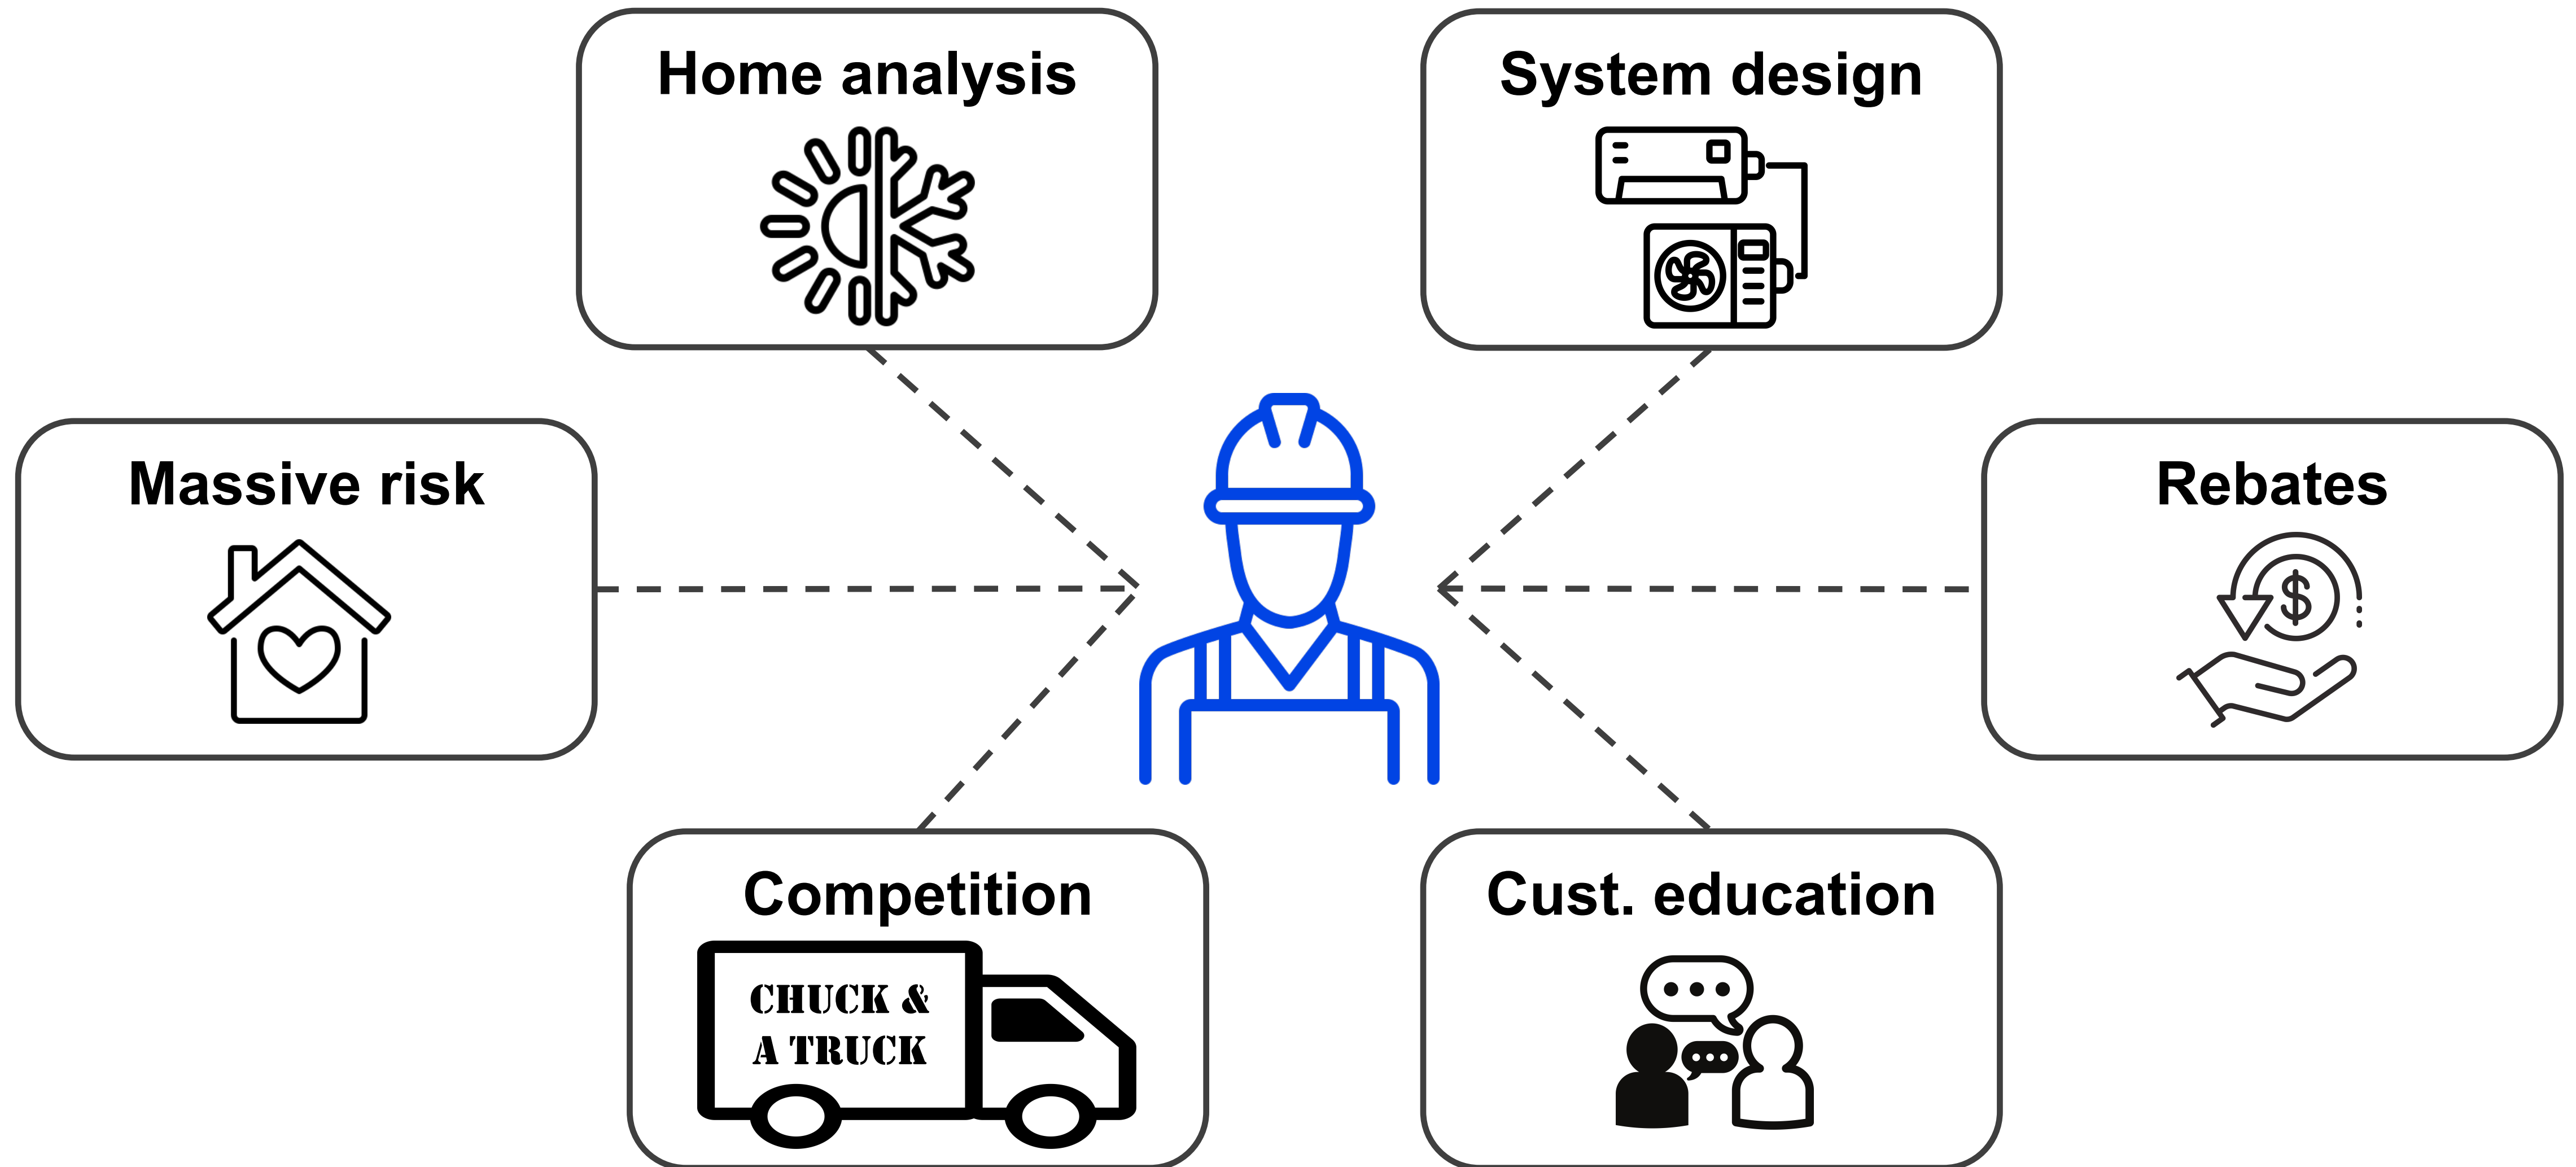 Home analysis
System design
Massive risk
Rebates
Competition
CHUCK &
A TRUCK
Cust. education
$